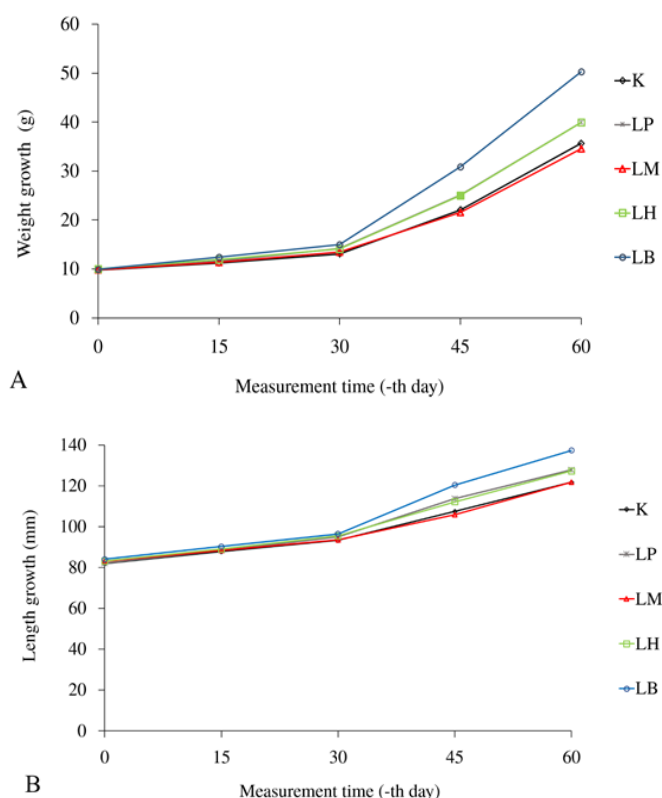 60
50
40
30
20
10
0
Weight growth (g)
0 15 30 45 60
Measurement time (-th day)
K
LP
LM
LH
LB
A
140
120
100
80
60
40
20
0
Length growth (mm)
0 15 30 45 60
Measurement time (-th day)
K
LP
LM
LH
LB
B